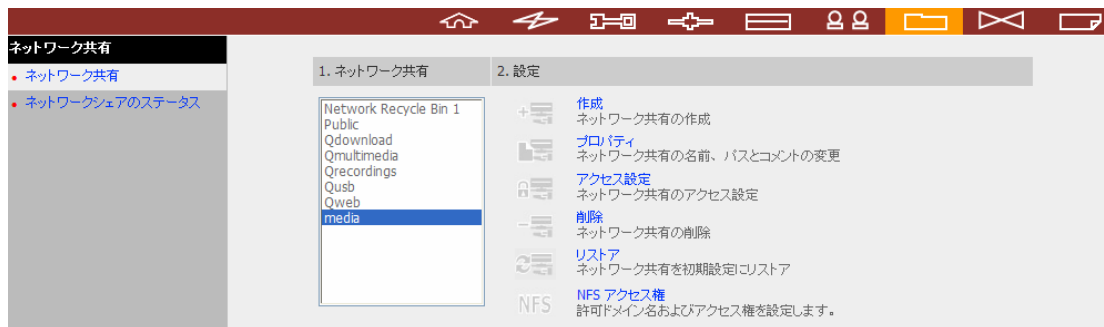 ネットワーク共有
ネットワーク共有
ネットワークシェアのステータス
1. ネットワーク共有
Network Recycle Bin 1
Public
Qdownload
Qmultimedia
Qrecordings
Qusb
Qweb
media
2. 設定
作成
ネットワーク共有の作成
プロパティ
ネットワーク共有の名前、パスとコメントの変更
アクセス設定
ネットワーク共有のアクセス設定
削除
ネットワーク共有の削除
リストア
ネットワーク共有を初期設定にリストア
NFS
NFS アクセス権
許可ドメイン名およびアクセス権を設定します。